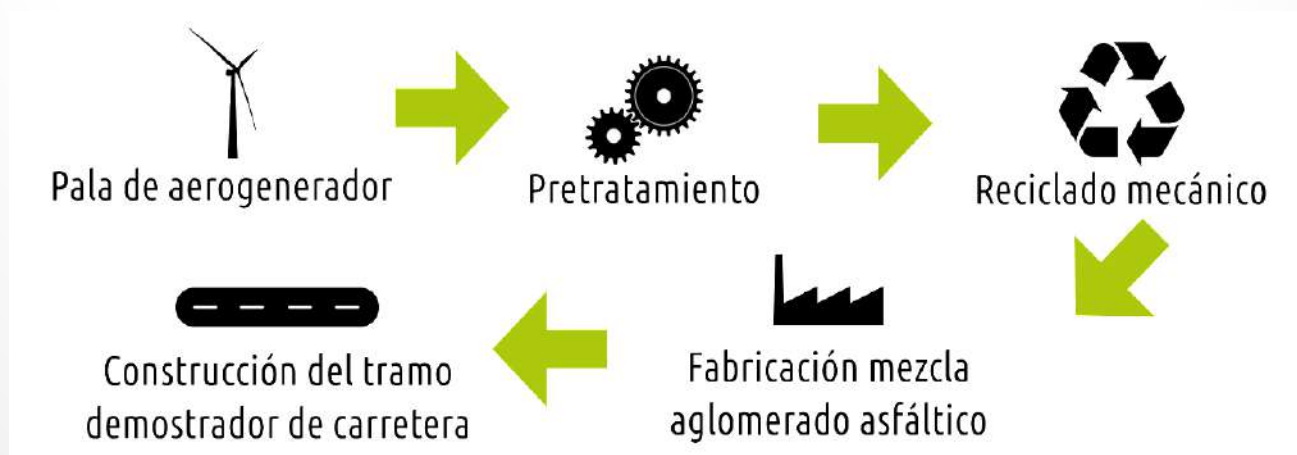 Pala de aerogenerador
Pretratamiento
Reciclado mecánico
Fabricación mezcla
aglomerado asfáltico
Construcción del tramo
demostrador de carretera